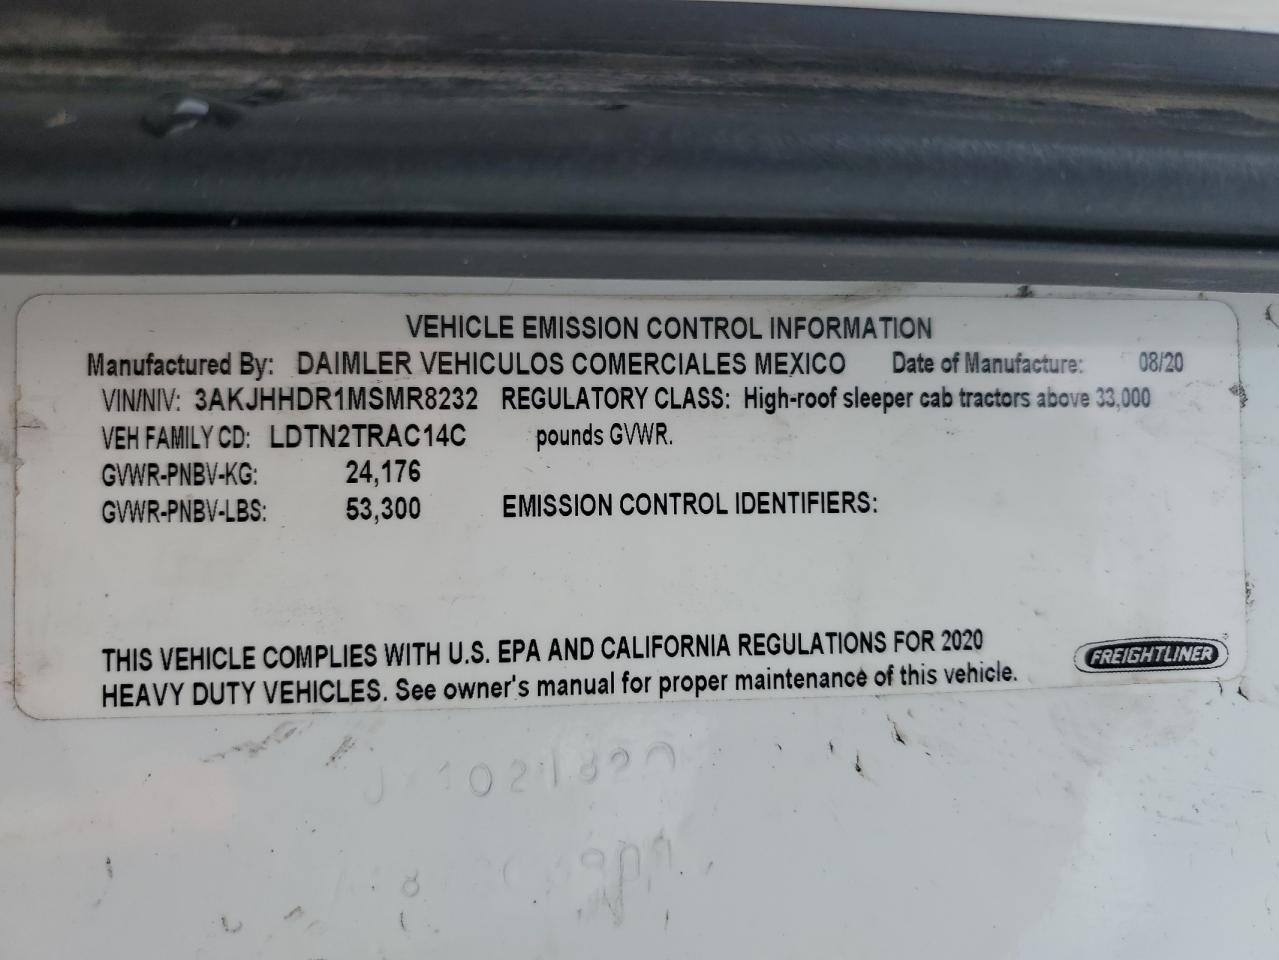 VEHICLE EMISSION CONTROL INFORMATION
Manufactured By: DAIMLER VEHICULOS COMERCIALES MEXICO Date of Manufacture: 08/20
VIN/NIV: 3AKJHHDR1MSMR8232 REGULATORY CLASS: High-roof sleeper cab tractors above 33,000
VEH FAMILY CD: LDTN2TRAC14C pounds GVWR.
GVWR-PNBV-KG: 24,176
GVWR-PNBV-LBS: 53,300 EMISSION CONTROL IDENTIFIERS:
THIS VEHICLE COMPLIES WITH U.S. EPA AND CALIFORNIA REGULATIONS FOR 2020
HEAVY DUTY VEHICLES. See owner's manual for proper maintenance of this vehicle.
FREIGHTLINER